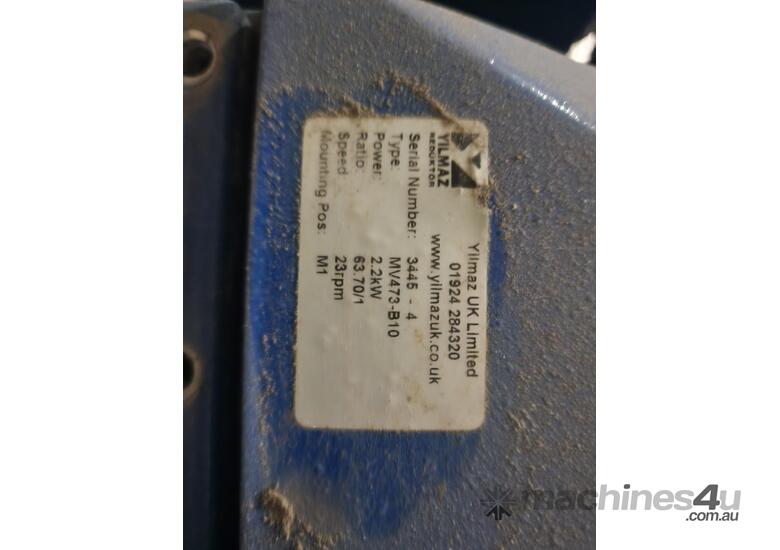 YILMAZ
REDUKTOR
Yilmaz UK Limited
01924 284320
www.yilmazuk.co.uk
Serial Number: 3445 - 4
Type: MV473-B10
Power: 2.2kW
Ratio: 63.70/1
Speed: 23rpm
Mounting Pos: M1
machines4u
.com.au